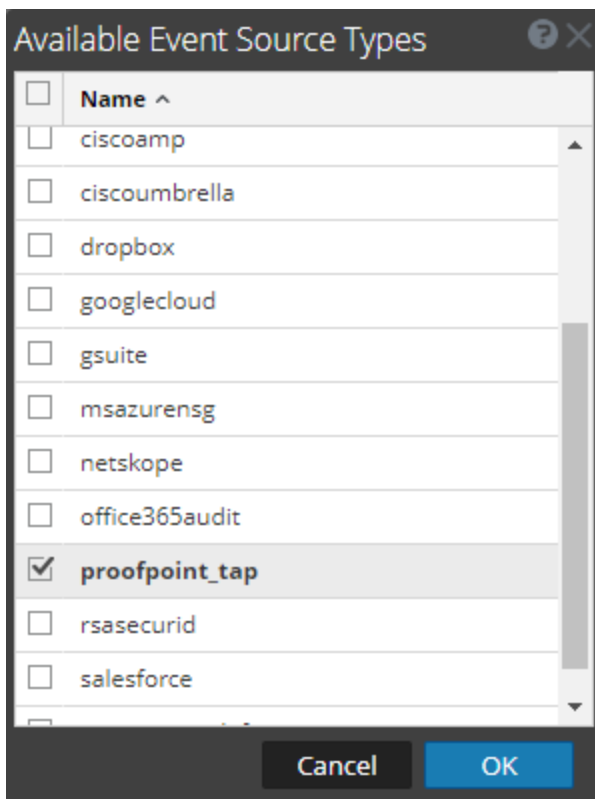 Available Event Source Types
Name
ciscoamp
ciscoumbrella
dropbox
googlecloud
gsuite
msazurensg
netskope
office365audit
proofpoint_tap
rsasecurid
salesforce
Cancel OK